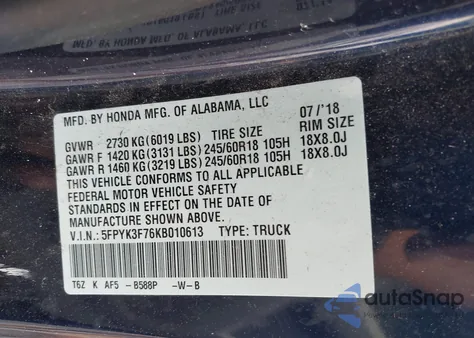 MFD. BY HONDA MFG. OF ALABAMA, LLC
07 / '18
GVWR 2730 KG (6019 LBS) TIRE SIZE RIM SIZE
GAWR F 1420 KG (3131 LBS) 245/60R18 105H 18X8.0J
GAWR R 1460 KG (3219 LBS) 245/60R18 105H 18X8.0J
THIS VEHICLE CONFORMS TO ALL APPLICABLE
FEDERAL MOTOR VEHICLE SAFETY
STANDARDS IN EFFECT ON THE DATE OF
MANUFACTURE SHOWN ABOVE.
V.I.N.: 5FPYK3F76KB010613 TYPE: TRUCK
T6Z K AF5 -B588P -W-B
autoSnap